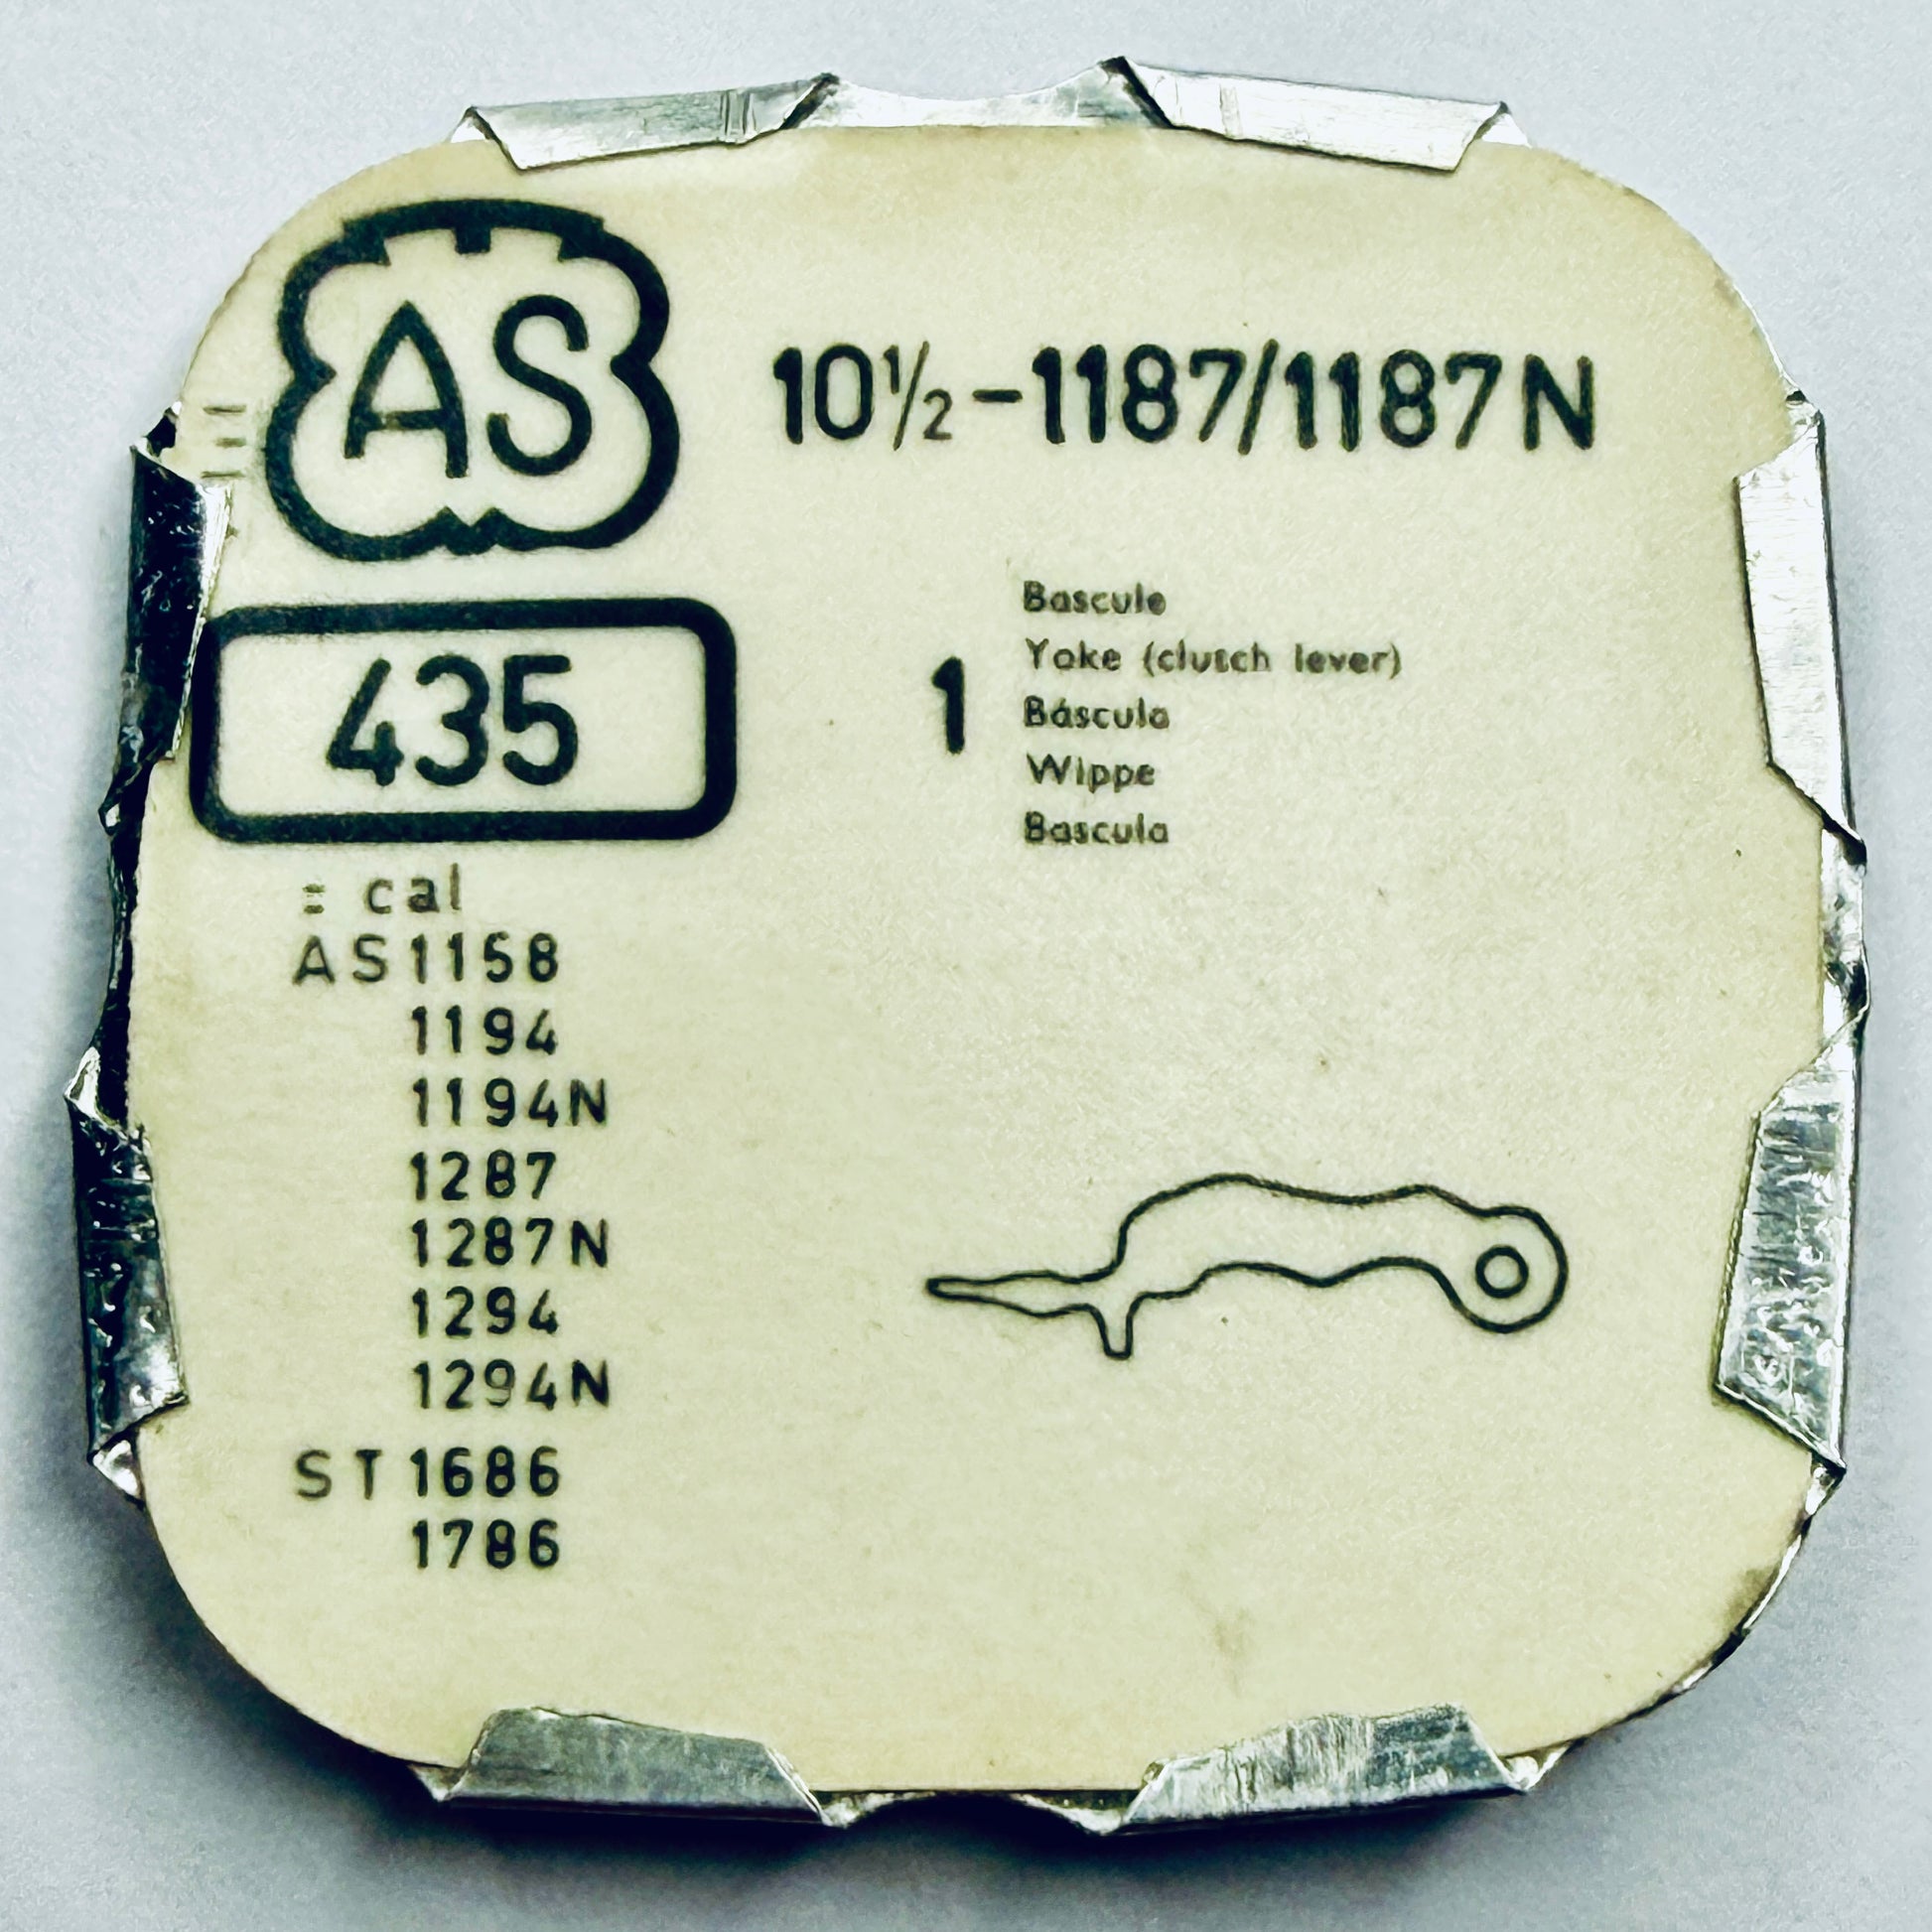 AS
10½-1187/1187N
435
1
Bascule
Yoke (clutch lever)
Báscula
Wippe
Bascula
= cal
AS 1158
1194
1194N
1287
1287N
1294
1294N
ST 1686
1786